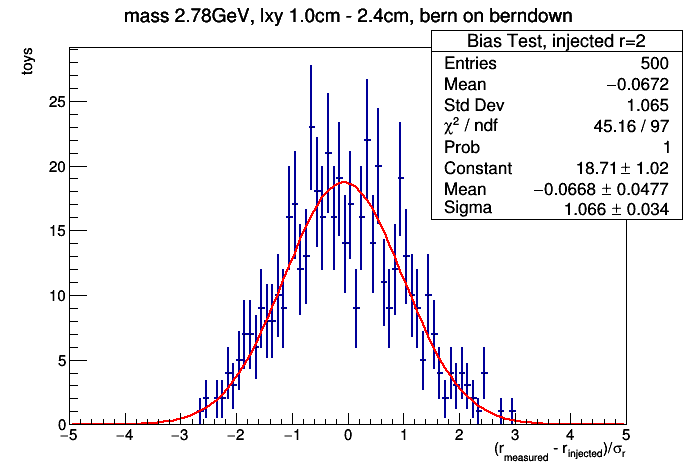 mass 2.78GeV, lxy 1.0cm - 2.4cm, bern on berndown
Bias Test, injected r=2
Entries 500
Mean −0.0672
Std Dev 1.065
χ² / ndf 45.16 / 97
Prob 1
Constant 18.71 ± 1.02
Mean −0.0668 ± 0.0477
Sigma 1.066 ± 0.034
toys
25
20
15
10
5
0
−5 −4 −3 −2 −1 0 1 2 3 4 5
(r_measured - r_injected)/σ_r